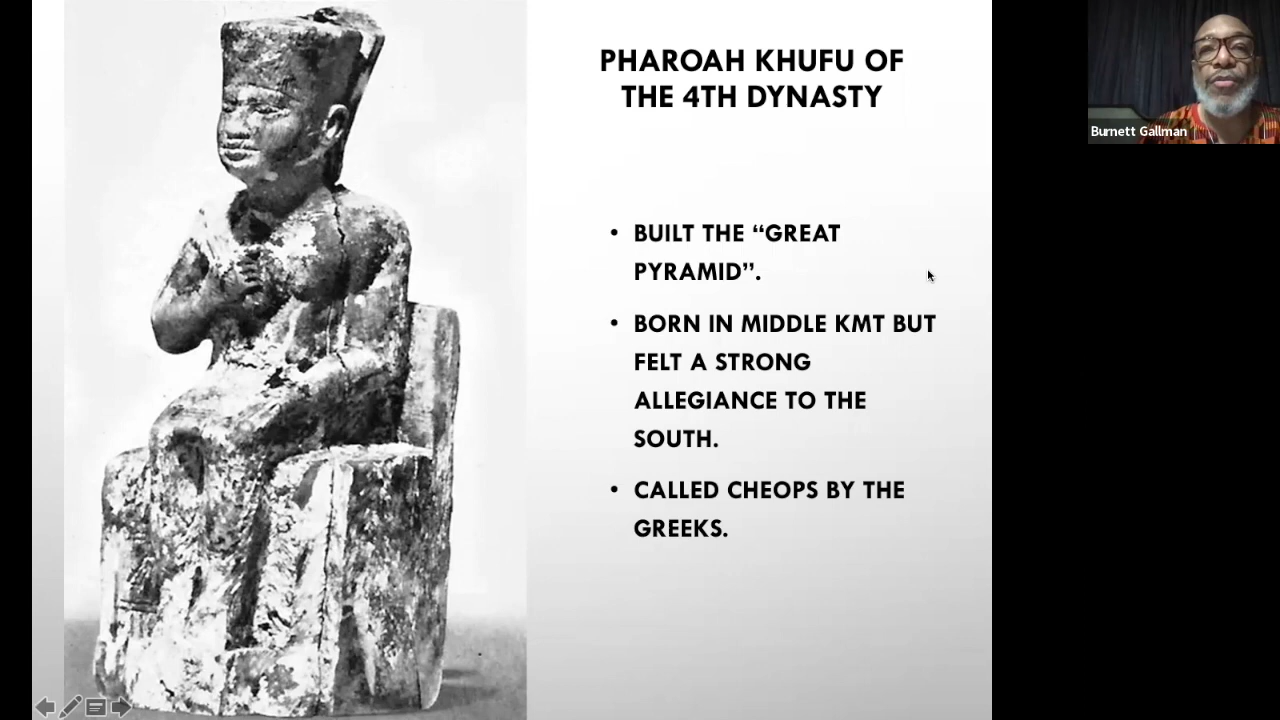 PHAROAH KHUFU OF
THE 4TH DYNASTY
• BUILT THE “GREAT
PYRAMID”.
• BORN IN MIDDLE KMT BUT
FELT A STRONG
ALLEGIANCE TO THE
SOUTH.
• CALLED CHEOPS BY THE
GREEKS.
Burnett Gallman